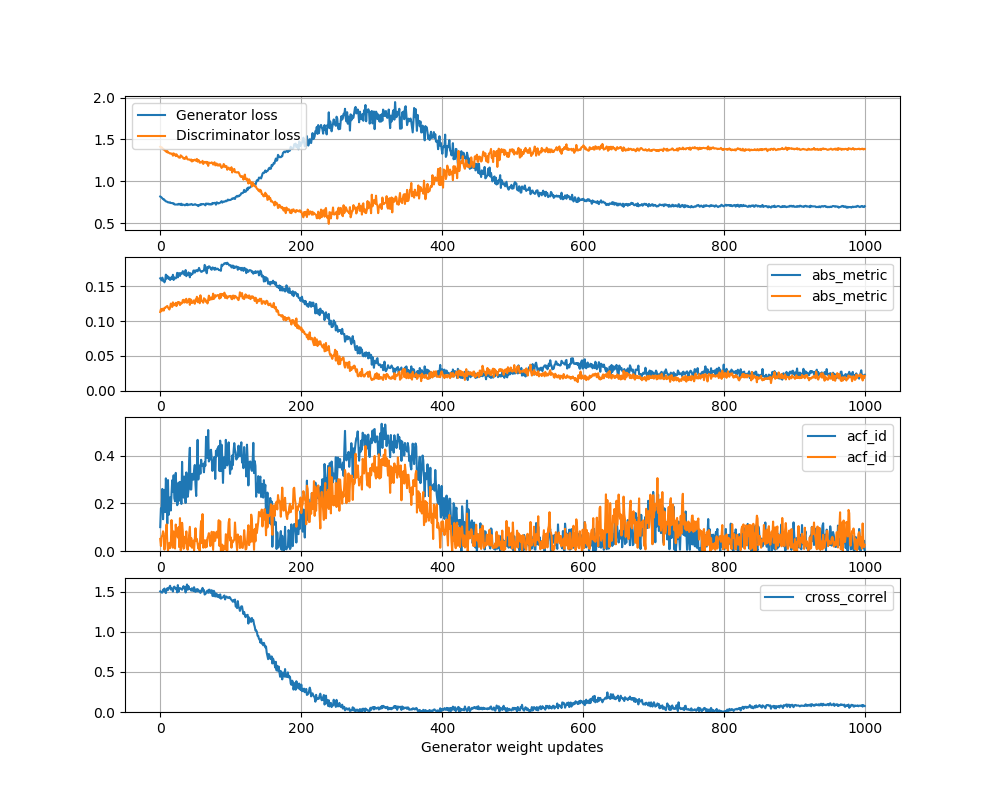 2.0
1.5
1.0
0.5
Generator loss
Discriminator loss
0 200 400 600 800 1000
0.15
0.10
0.05
0.00
abs_metric
abs_metric
0 200 400 600 800 1000
0.4
0.2
0.0
acf_id
acf_id
0 200 400 600 800 1000
1.5
1.0
0.5
0.0
cross_correl
0 200 400 600 800 1000
Generator weight updates